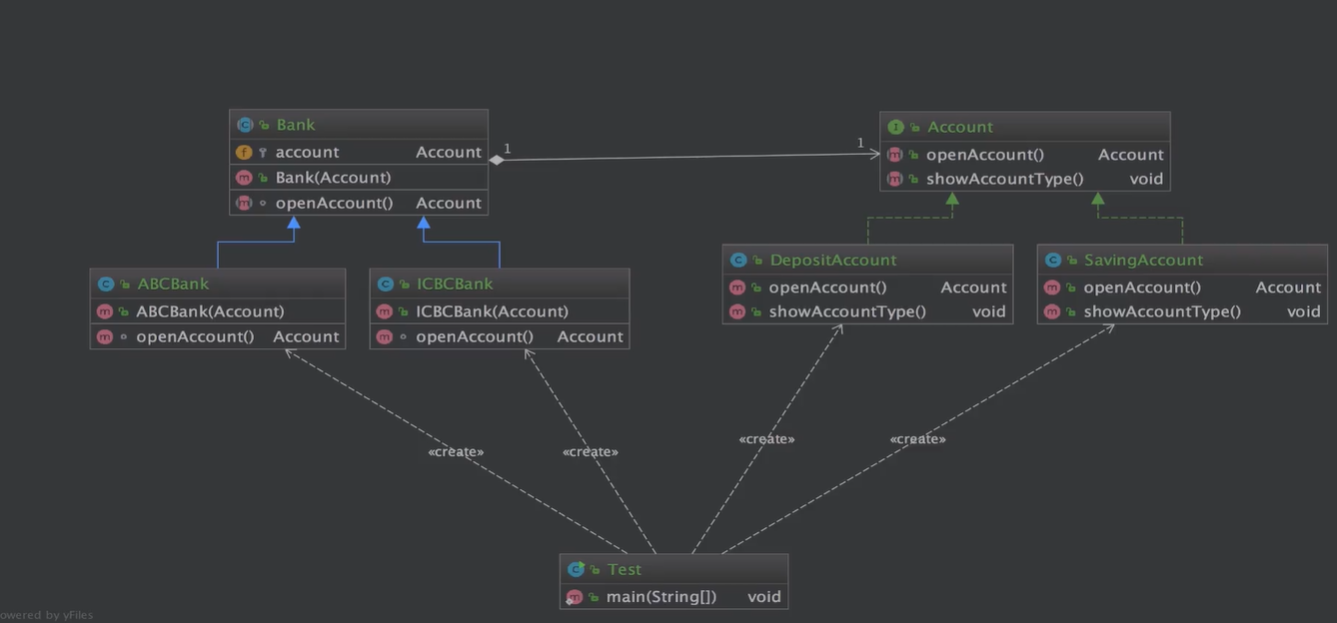 Bank
account Account
Bank(Account)
openAccount() Account
1
1
Account
openAccount() Account
showAccountType() void
ABCBank
ABCBank(Account)
openAccount() Account
ICBCBank
ICBCBank(Account)
openAccount() Account
DepositAccount
openAccount() Account
showAccountType() void
SavingAccount
openAccount() Account
showAccountType() void
«create»
«create»
«create»
«create»
Test
main(String[]) void
owered by yFiles